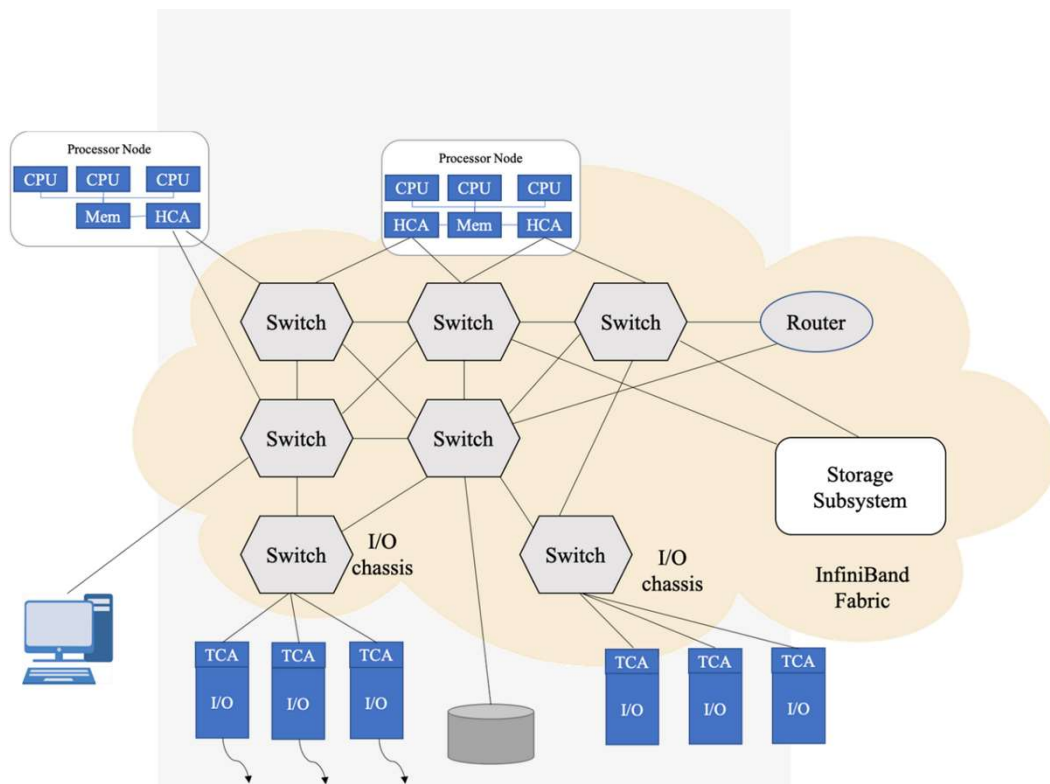 Processor Node
CPU CPU CPU
Mem HCA
Processor Node
CPU CPU CPU
HCA Mem HCA
Switch Switch Switch Router
Switch Switch
Storage
Subsystem
Switch
I/O
chassis
Switch
I/O
chassis
InfiniBand
Fabric
TCA TCA TCA
I/O I/O I/O
TCA TCA TCA
I/O I/O I/O